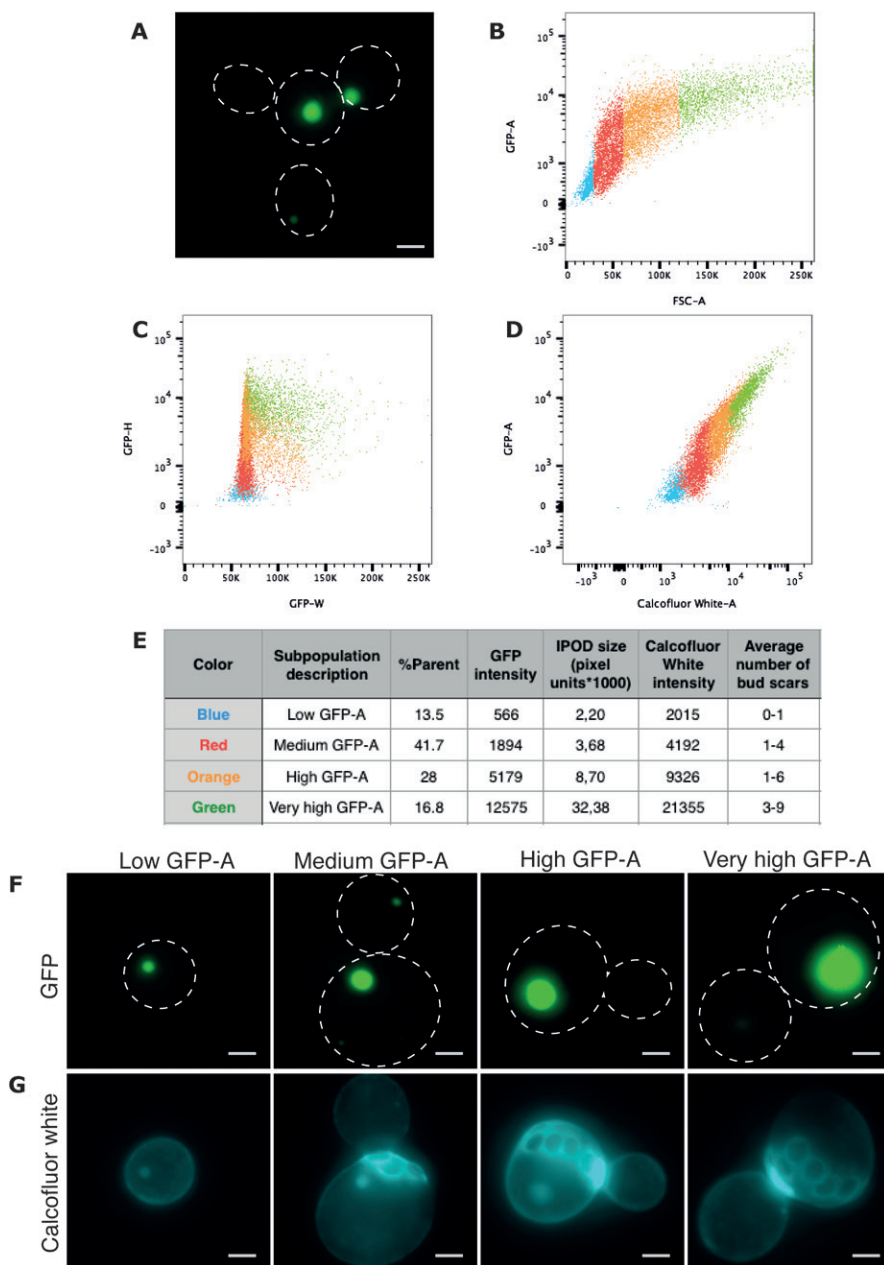 A
B
10^5
10^4
10^3
0
-10^3
GFP-A
0 50K 100K 150K 200K 250K
FSC-A
C
10^5
10^4
10^3
0
-10^3
GFP-H
0 50K 100K 150K 200K 250K
GFP-W
D
10^5
10^4
10^3
0
-10^3
GFP-A
-10^3 0 10^3 10^4 10^5
Calcofluor White-A
E
Color Subpopulation description %Parent GFP intensity IPOD size (pixel units*1000) Calcofluor White intensity Average number of bud scars
Blue Low GFP-A 13.5 566 2,20 2015 0-1
Red Medium GFP-A 41.7 1894 3,68 4192 1-4
Orange High GFP-A 28 5179 8,70 9326 1-6
Green Very high GFP-A 16.8 12575 32,38 21355 3-9
Low GFP-A Medium GFP-A High GFP-A Very high GFP-A
F
GFP
G
Calcofluor white